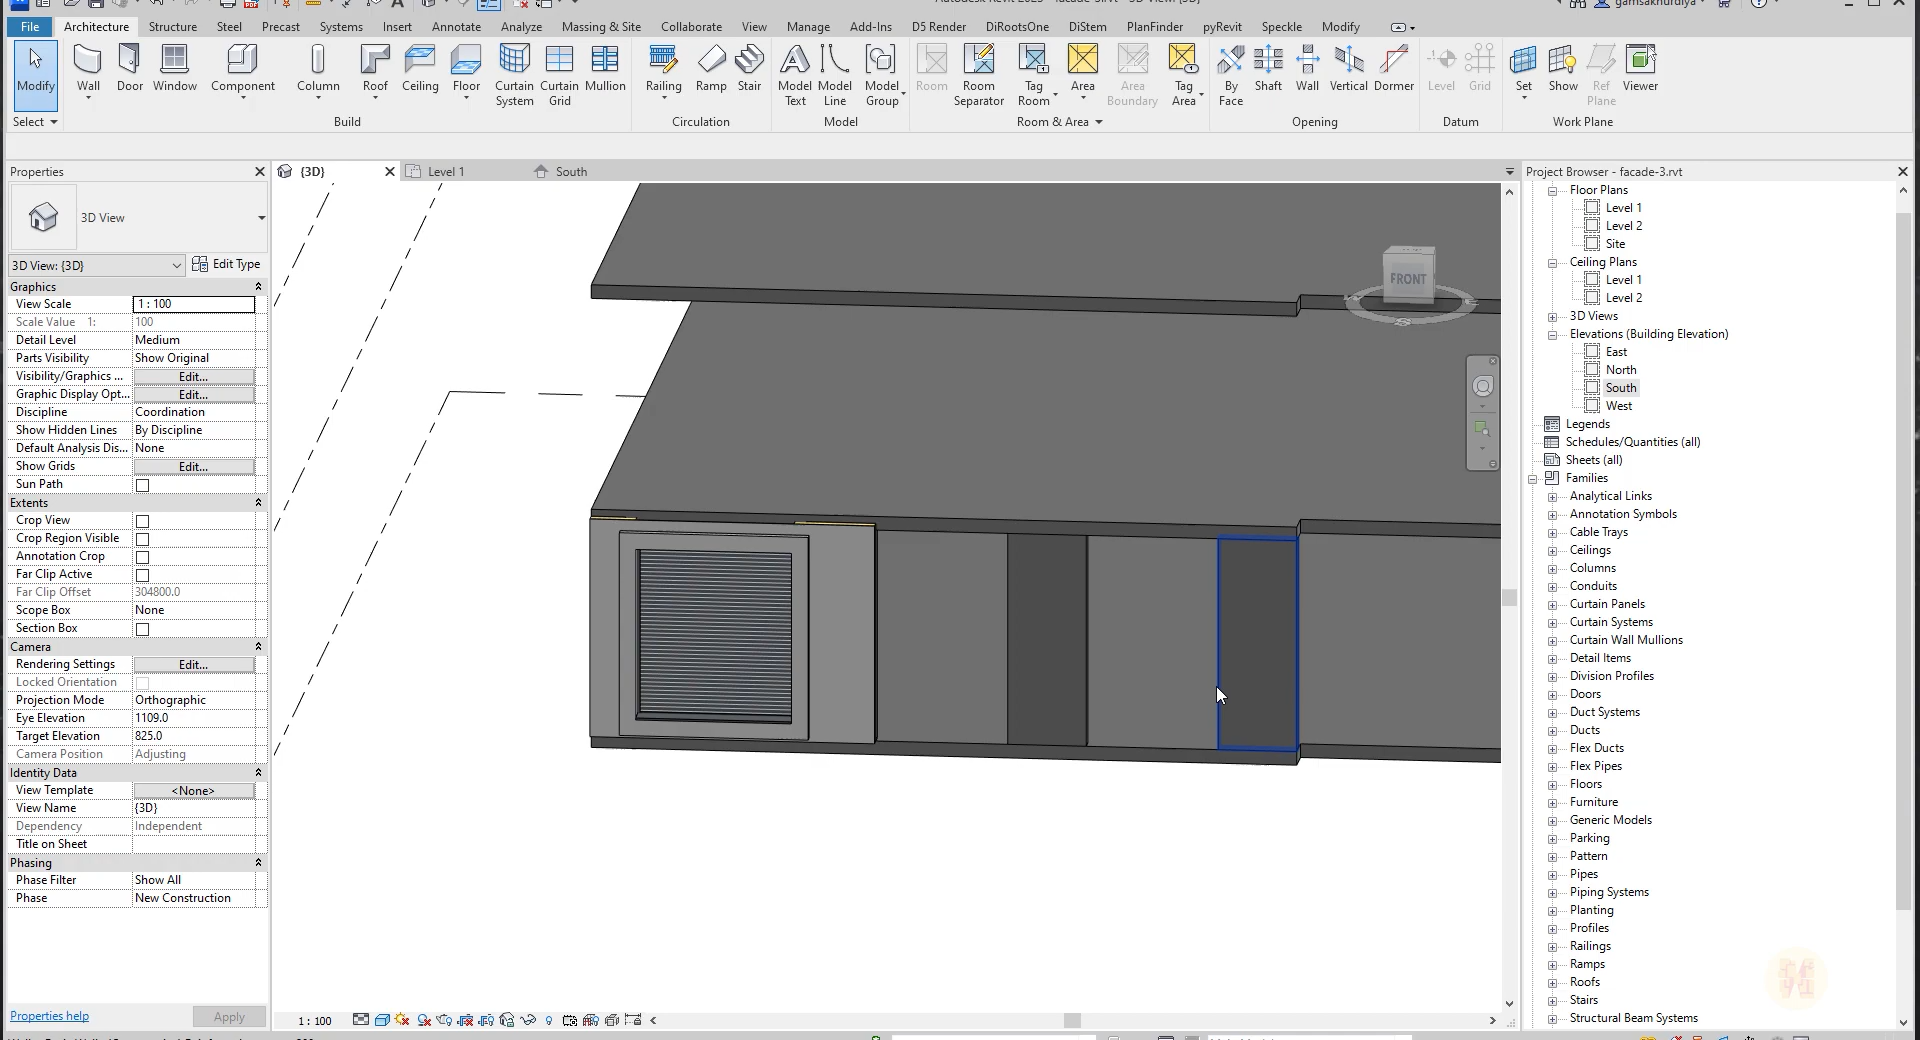 File Architecture Structure Steel Precast Systems Insert Annotate Analyze Massing & Site Collaborate View Manage Add-Ins D5 Render DiRootsOne DiStem PlanFinder pyRevit Speckle Modify
Modify
Wall
Door
Window
Component
Column
Roof
Ceiling
Floor
Curtain System
Curtain Grid
Mullion
Railing
Ramp
Stair
Model Text
Model Line
Model Group
Room
Room Separator
Tag Room
Area
Area Boundary
Tag Area
By Face
Shaft
Wall
Vertical
Dormer
Level
Grid
Set
Show
Ref Plane
Viewer
Select Build Circulation Model Room & Area Opening Datum Work Plane
Properties
{3D} Level 1 South
3D View
3D View: {3D} Edit Type
Graphics
View Scale 1 : 100
Scale Value 1: 100
Detail Level Medium
Parts Visibility Show Original
Visibility/Graphics ... Edit...
Graphic Display Opt... Edit...
Discipline Coordination
Show Hidden Lines By Discipline
Default Analysis Dis... None
Show Grids Edit...
Sun Path
Extents
Crop View
Crop Region Visible
Annotation Crop
Far Clip Active
Far Clip Offset 304800.0
Scope Box None
Section Box
Camera
Rendering Settings Edit...
Locked Orientation
Projection Mode Orthographic
Eye Elevation 1109.0
Target Elevation 825.0
Camera Position Adjusting
Identity Data
View Template <None>
View Name {3D}
Dependency Independent
Title on Sheet
Phasing
Phase Filter Show All
Phase New Construction
Properties help Apply
FRONT
1 : 100
Project Browser - facade-3.rvt
Floor Plans
Level 1
Level 2
Site
Ceiling Plans
Level 1
Level 2
3D Views
Elevations (Building Elevation)
East
North
South
West
Legends
Schedules/Quantities (all)
Sheets (all)
Families
Analytical Links
Annotation Symbols
Cable Trays
Ceilings
Columns
Conduits
Curtain Panels
Curtain Systems
Curtain Wall Mullions
Detail Items
Division Profiles
Doors
Duct Systems
Ducts
Flex Ducts
Flex Pipes
Floors
Furniture
Generic Models
Parking
Pattern
Pipes
Piping Systems
Planting
Profiles
Railings
Ramps
Roofs
Stairs
Structural Beam Systems